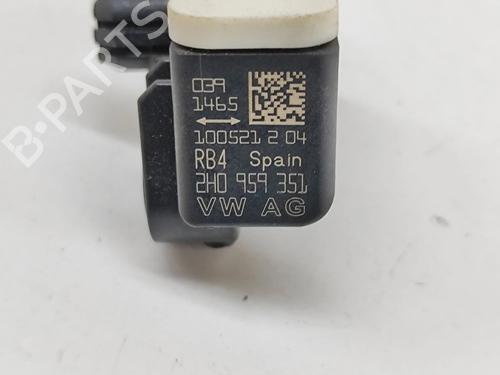 B-PARTS
039
1465
100521 2 04
RB4 Spain
2H0 959 351
VW AG